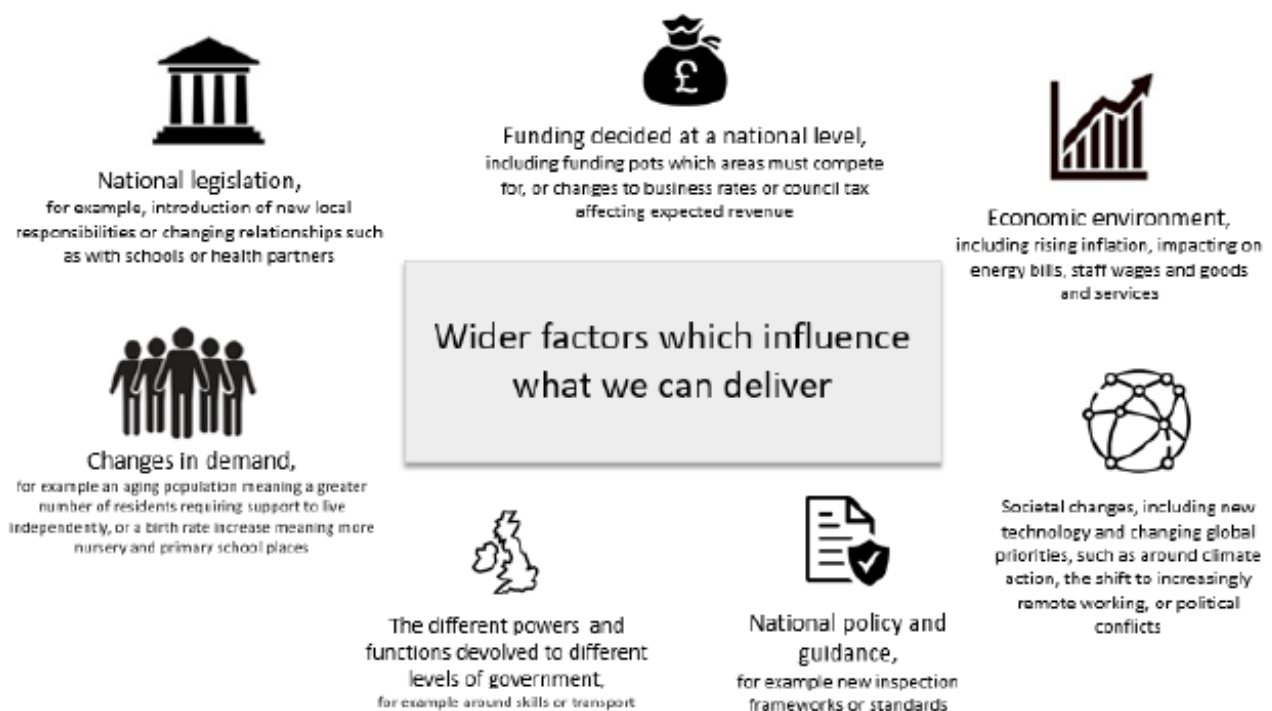 £
National legislation,
for example, introduction of new local
responsibilities or changing relationships such
as with schools or health partners
Funding decided at a national level,
including funding pots which areas must compete
for, or changes to business rates or council tax
affecting expected revenue
Economic environment,
including rising inflation, impacting on
energy bills, staff wages and goods
and services
Wider factors which influence
what we can deliver
Changes in demand,
for example an aging population meaning a greater
number of residents requiring support to live
independently, or a birth rate increase meaning more
nursery and primary school places
Societal changes, including new
technology and changing global
priorities, such as around climate
action, the shift to increasingly
remote working, or political
conflicts
The different powers and
functions devolved to different
levels of government,
for example around skills or transport
National policy and
guidance,
for example new inspection
frameworks or standards